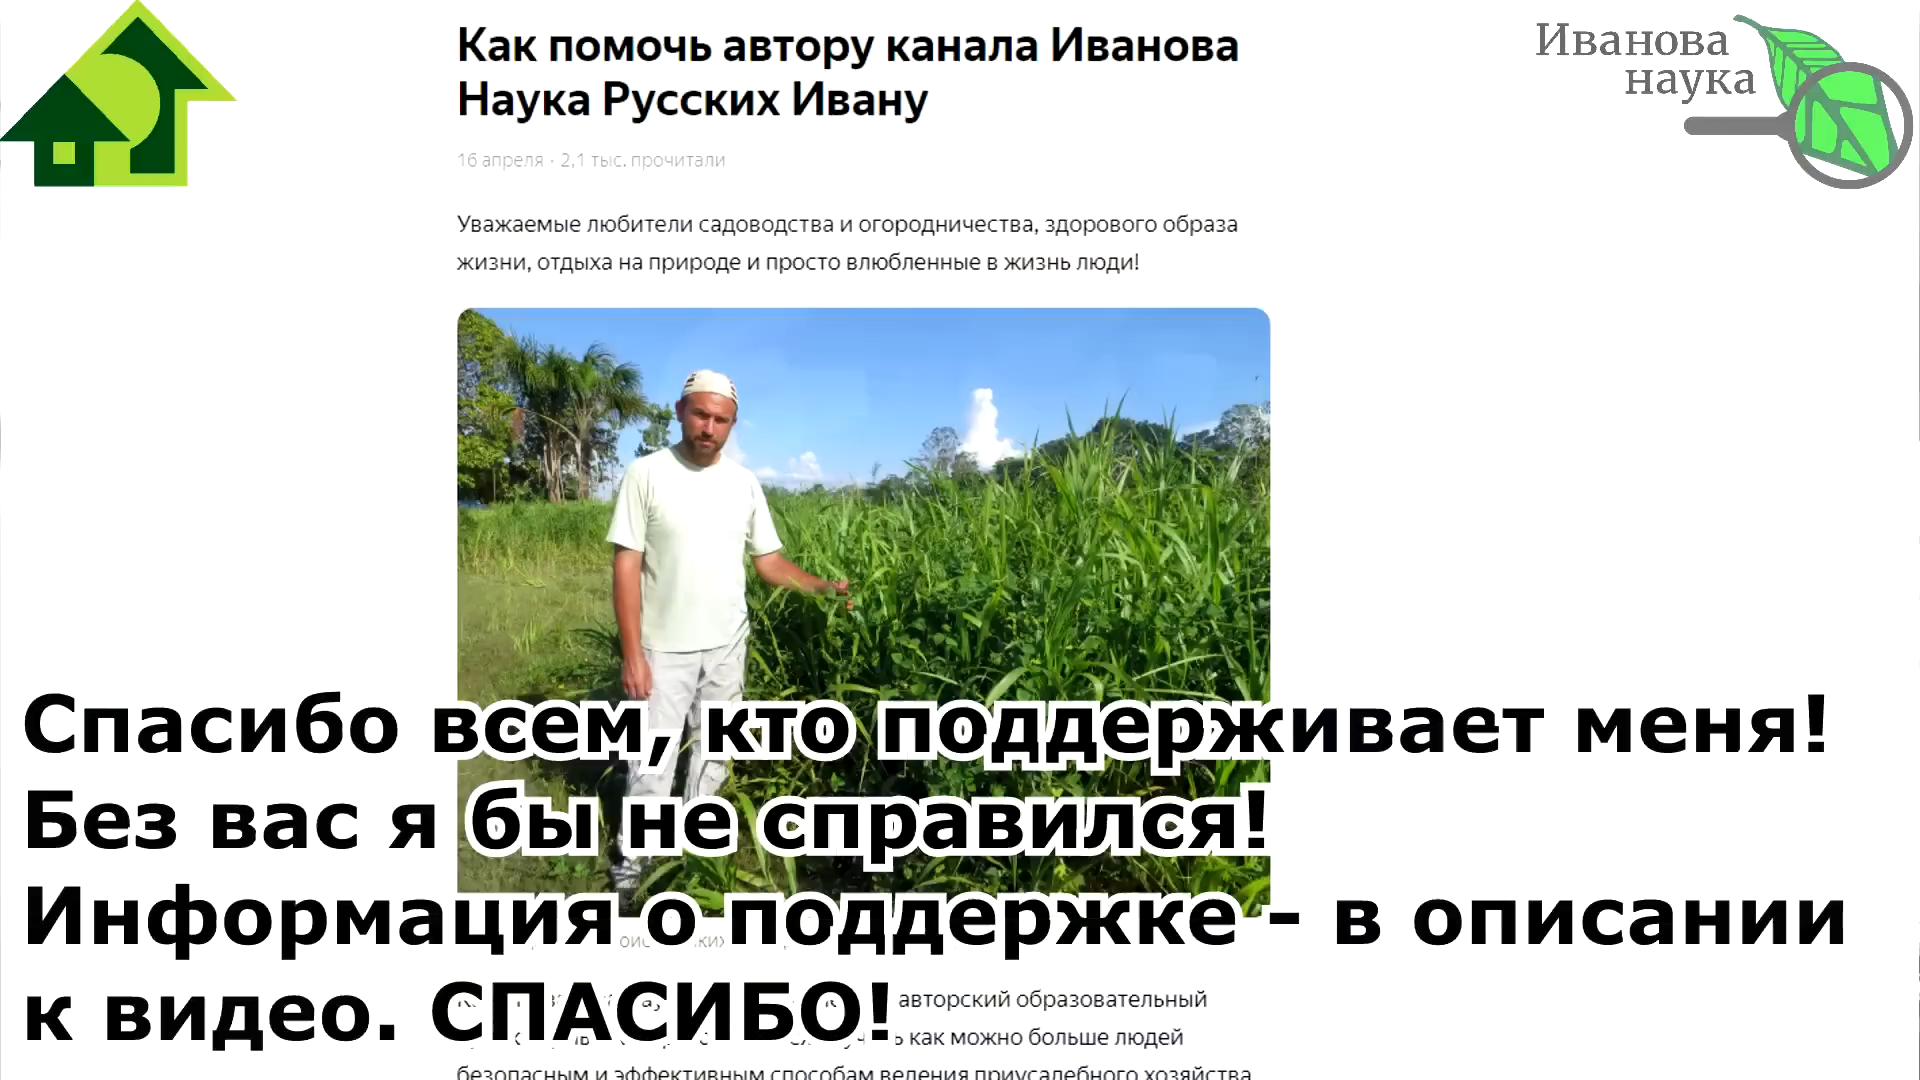 Как помочь автору канала Иванова
Наука Русских Ивану
Иванова
наука
16 апреля · 2,1 тыс. прочитали
Уважаемые любители садоводства и огородничества, здорового образа
жизни, отдыха на природе и просто влюбленные в жизнь люди!
Спасибо всем, кто поддерживает меня!
Без вас я бы не справился!
Информация о поддержке - в описании
к видео. СПАСИБО!
авторский образовательный
как можно больше людей
безопасным и эффективным способам ведения приусадебного хозяйства